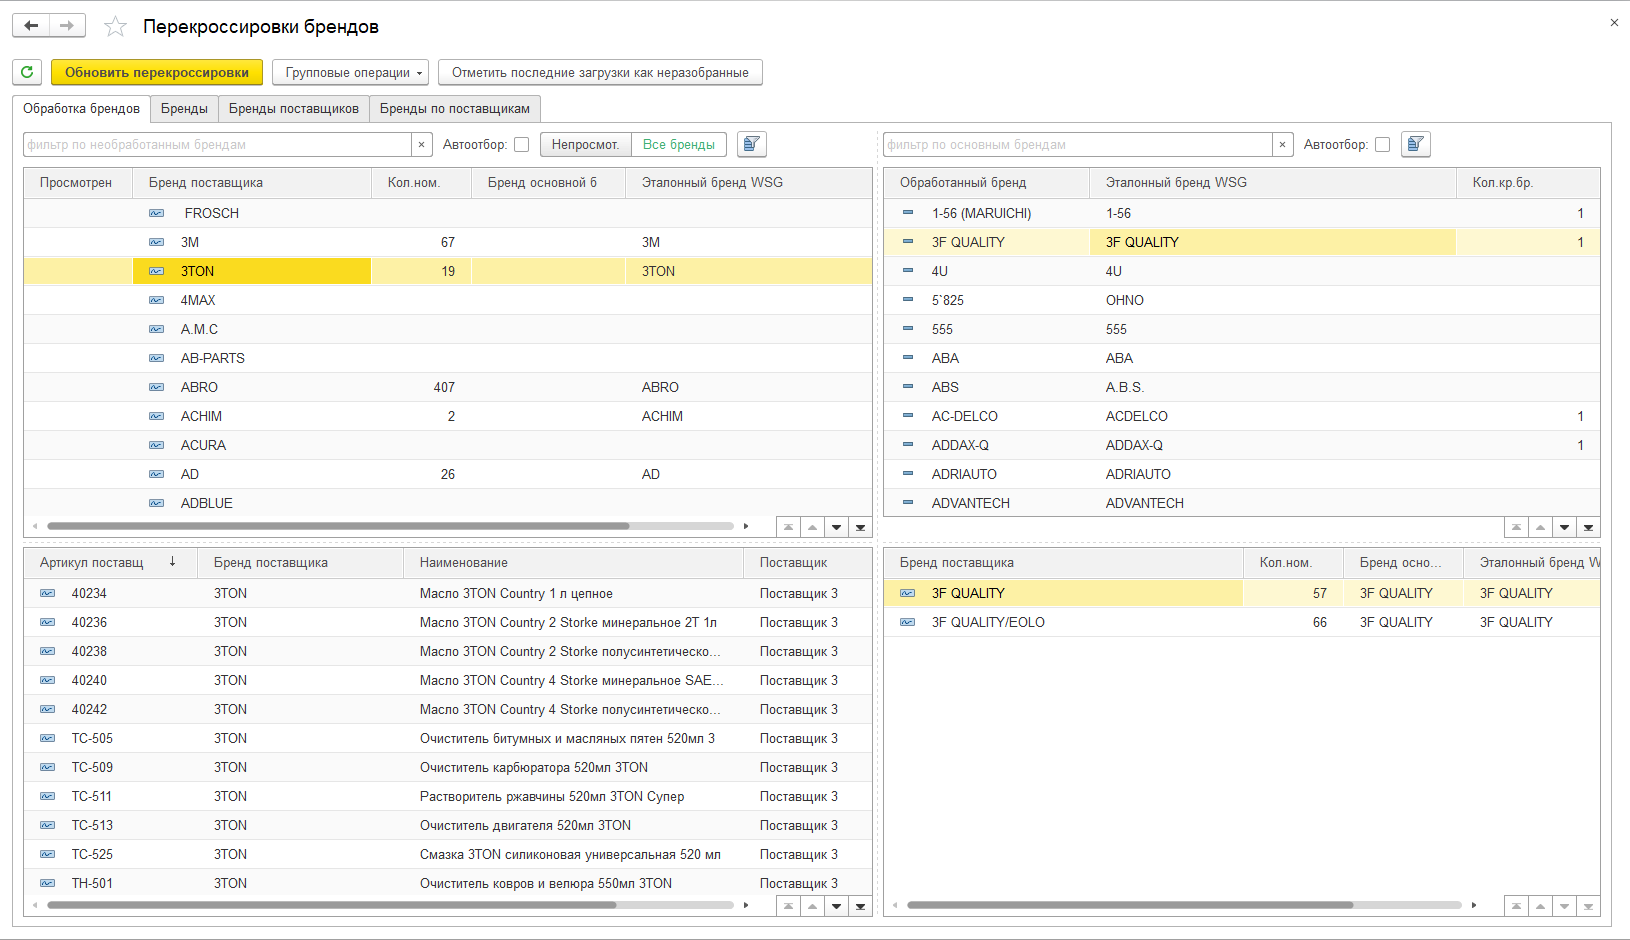 Перекроссировки брендов
Обновить перекроссировки Групповые операции Отметить последние загрузки как неразобранные
Обработка брендов Бренды Бренды поставщиков Бренды по поставщикам
фильтр по необработанным брендам × Автоотбор: Непросмот. Все бренды
Просмотрен Бренд поставщика Кол.ном. Бренд основной б Эталонный бренд WSG
FROSCH
3M 67 3M
3TON 19 3TON
4MAX
A.M.C
AB-PARTS
ABRO 407 ABRO
ACHIM 2 ACHIM
ACURA
AD 26 AD
ADBLUE
фильтр по основным брендам × Автоотбор:
Обработанный бренд Эталонный бренд WSG Кол.кр.бр.
1-56 (MARUICHI) 1-56 1
3F QUALITY 3F QUALITY 1
4U 4U
5`825 OHNO
555 555
ABA ABA
ABS A.B.S.
AC-DELCO ACDELCO 1
ADDAX-Q ADDAX-Q 1
ADRIAUTO ADRIAUTO
ADVANTECH ADVANTECH
Артикул поставщ ↓ Бренд поставщика Наименование Поставщик
40234 3TON Масло 3TON Country 1 л цепное Поставщик 3
40236 3TON Масло 3TON Country 2 Storke минеральное 2T 1л Поставщик 3
40238 3TON Масло 3TON Country 2 Storke полусинтетическо... Поставщик 3
40240 3TON Масло 3TON Country 4 Storke минеральное SAE... Поставщик 3
40242 3TON Масло 3TON Country 4 Storke полусинтетическо... Поставщик 3
TC-505 3TON Очиститель битумных и масляных пятен 520мл 3 Поставщик 3
TC-509 3TON Очиститель карбюратора 520мл 3TON Поставщик 3
TC-511 3TON Растворитель ржавчины 520мл 3TON Супер Поставщик 3
TC-513 3TON Очиститель двигателя 520мл 3TON Поставщик 3
TC-525 3TON Смазка 3TON силиконовая универсальная 520 мл Поставщик 3
TH-501 3TON Очиститель ковров и велюра 550мл 3TON Поставщик 3
Бренд поставщика Кол.ном. Бренд осно... Эталонный бренд W
3F QUALITY 57 3F QUALITY 3F QUALITY
3F QUALITY/EOLO 66 3F QUALITY 3F QUALITY